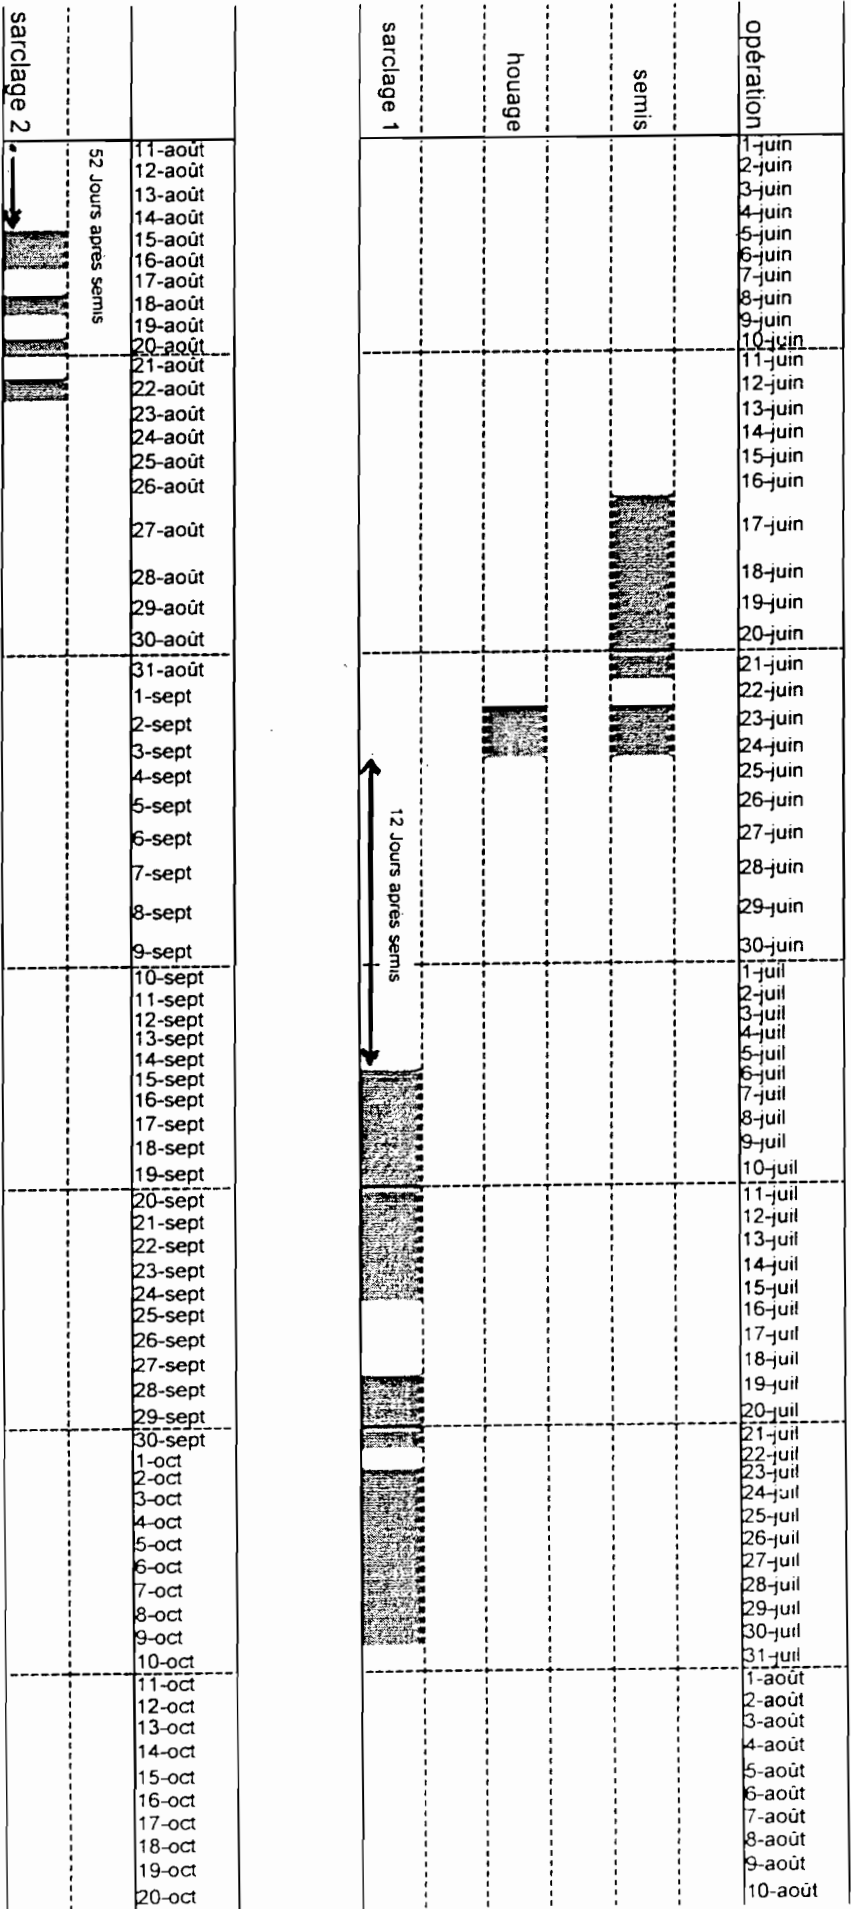 opération
1-juin
2-juin
3-juin
4-juin
5-juin
6-juin
7-juin
8-juin
9-juin
10-juin
11-juin
12-juin
13-juin
14-juin
15-juin
16-juin
17-juin
18-juin
19-juin
20-juin
21-juin
22-juin
23-juin
24-juin
25-juin
26-juin
27-juin
28-juin
29-juin
30-juin
1-juil
2-juil
3-juil
4-juil
5-juil
6-juil
7-juil
8-juil
9-juil
10-juil
11-juil
12-juil
13-juil
14-juil
15-juil
16-juil
17-juil
18-juil
19-juil
20-juil
21-juil
22-juil
23-juil
24-juil
25-juil
26-juil
27-juil
28-juil
29-juil
30-juil
31-juil
1-août
2-août
3-août
4-août
5-août
6-août
7-août
8-août
9-août
10-août
semis
houage
sarclage 1
12 Jours après semis
11-août
12-août
13-août
14-août
15-août
16-août
17-août
18-août
19-août
20-août
21-août
22-août
23-août
24-août
25-août
26-août
27-août
28-août
29-août
30-août
31-août
1-sept
2-sept
3-sept
4-sept
5-sept
6-sept
7-sept
8-sept
9-sept
10-sept
11-sept
12-sept
13-sept
14-sept
15-sept
16-sept
17-sept
18-sept
19-sept
20-sept
21-sept
22-sept
23-sept
24-sept
25-sept
26-sept
27-sept
28-sept
29-sept
30-sept
1-oct
2-oct
3-oct
4-oct
5-oct
6-oct
7-oct
8-oct
9-oct
10-oct
11-oct
12-oct
13-oct
14-oct
15-oct
16-oct
17-oct
18-oct
19-oct
20-oct
52 Jours après semis
sarclage 2